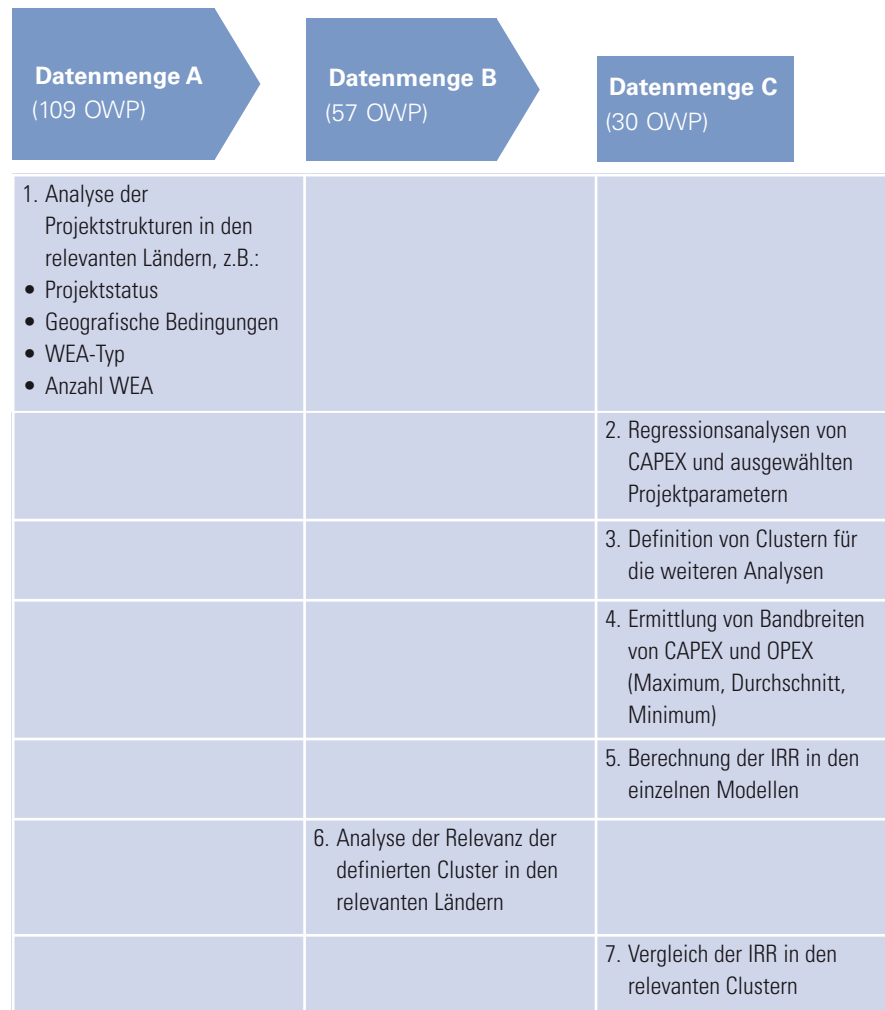 Datenmenge A
(109 OWP)
Datenmenge B
(57 OWP)
Datenmenge C
(30 OWP)
1. Analyse der
Projektstrukturen in den
relevanten Ländern, z.B.:
• Projektstatus
• Geografische Bedingungen
• WEA-Typ
• Anzahl WEA
2. Regressionsanalysen von
CAPEX und ausgewählten
Projektparametern
3. Definition von Clustern für
die weiteren Analysen
4. Ermittlung von Bandbreiten
von CAPEX und OPEX
(Maximum, Durchschnitt,
Minimum)
5. Berechnung der IRR in den
einzelnen Modellen
6. Analyse der Relevanz der
definierten Cluster in den
relevanten Ländern
7. Vergleich der IRR in den
relevanten Clustern